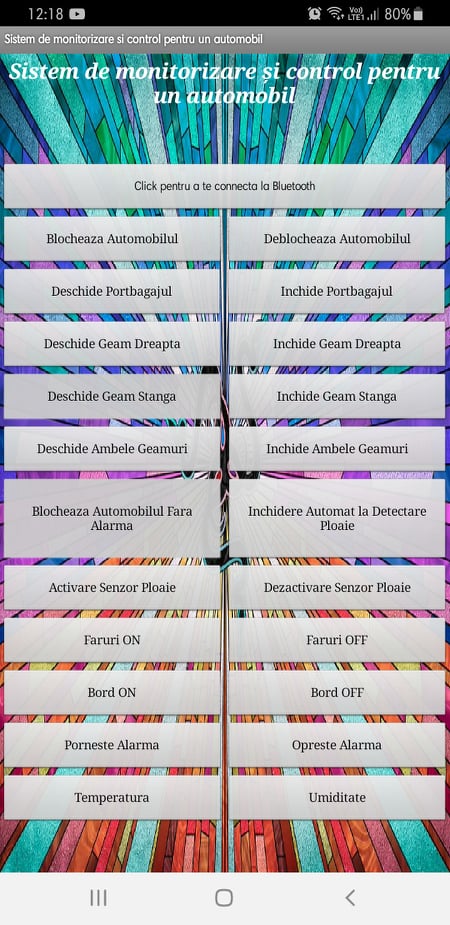 12:18
Vo)) LTE1 80%
Sistem de monitorizare si control pentru un automobil
Sistem de monitorizare și control pentru
un automobil
Click pentru a te connecta la Bluetooth
Blocheaza Automobilul
Deblocheaza Automobilul
Deschide Portbagajul
Inchide Portbagajul
Deschide Geam Dreapta
Inchide Geam Dreapta
Deschide Geam Stanga
Inchide Geam Stanga
Deschide Ambele Geamuri
Inchide Ambele Geamuri
Blocheaza Automobilul Fara
Alarma
Inchidere Automat la Detectare
Ploaie
Activare Senzor Ploaie
Dezactivare Senzor Ploaie
Faruri ON
Faruri OFF
Bord ON
Bord OFF
Porneste Alarma
Opreste Alarma
Temperatura
Umiditate